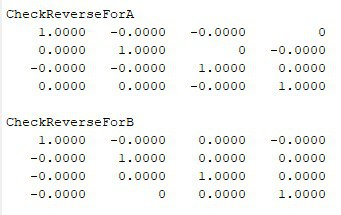 CheckReverseForA
1.0000 -0.0000 -0.0000 0
0.0000 1.0000 0 -0.0000
-0.0000 -0.0000 1.0000 0.0000
0.0000 0.0000 -0.0000 1.0000
CheckReverseForB
1.0000 -0.0000 0.0000 -0.0000
-0.0000 1.0000 0.0000 0.0000
-0.0000 0.0000 1.0000 0.0000
-0.0000 0 0.0000 1.0000